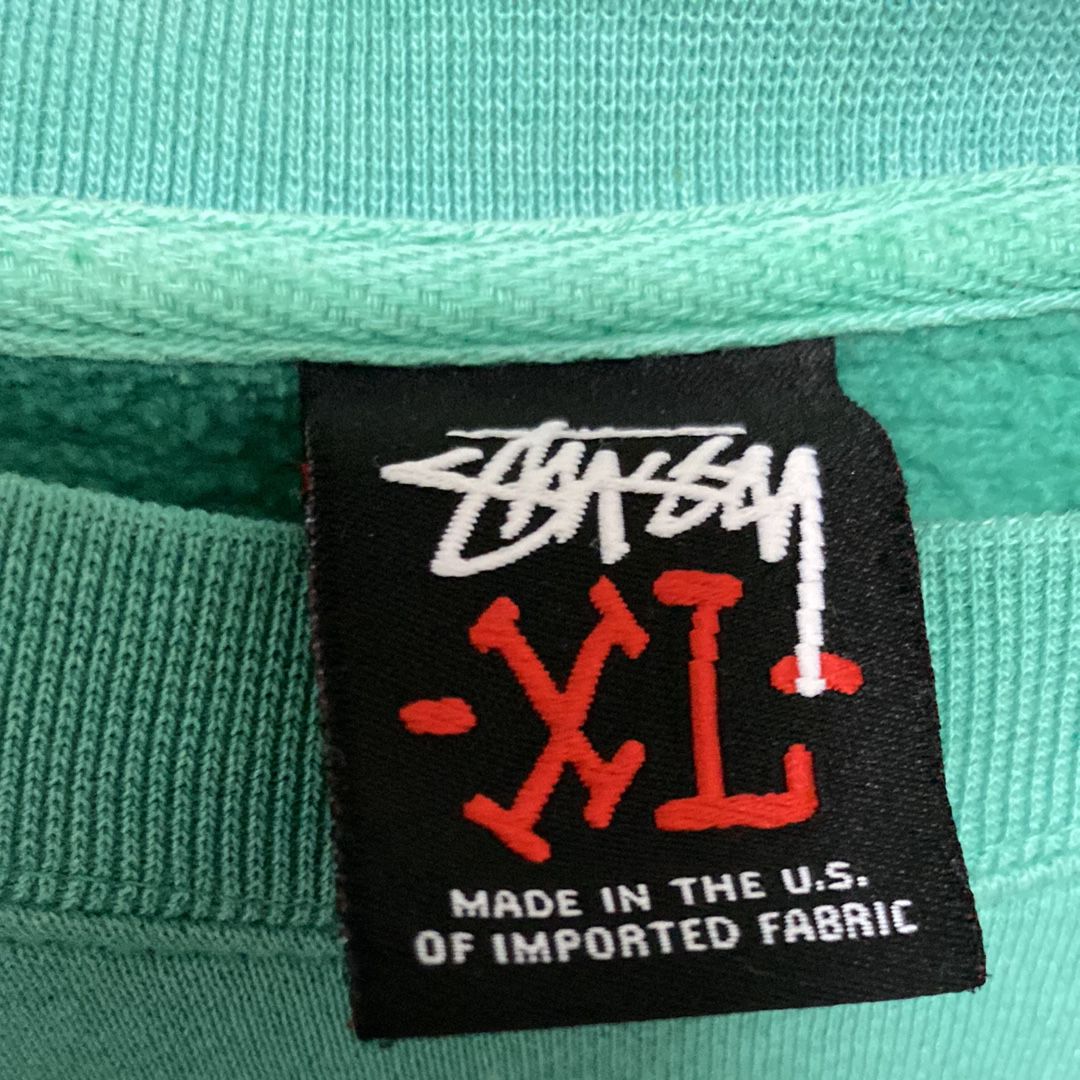 STUSSY
-XL-
MADE IN THE U.S.
OF IMPORTED FABRIC